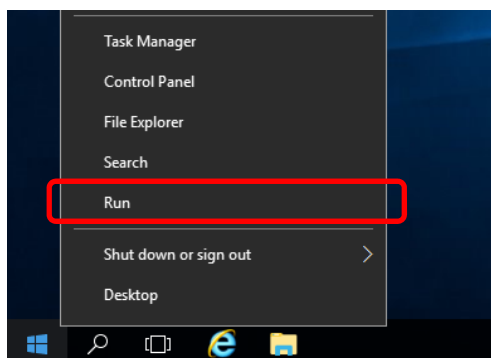 Task Manager
Control Panel
File Explorer
Search
Run
Shut down or sign out
Desktop